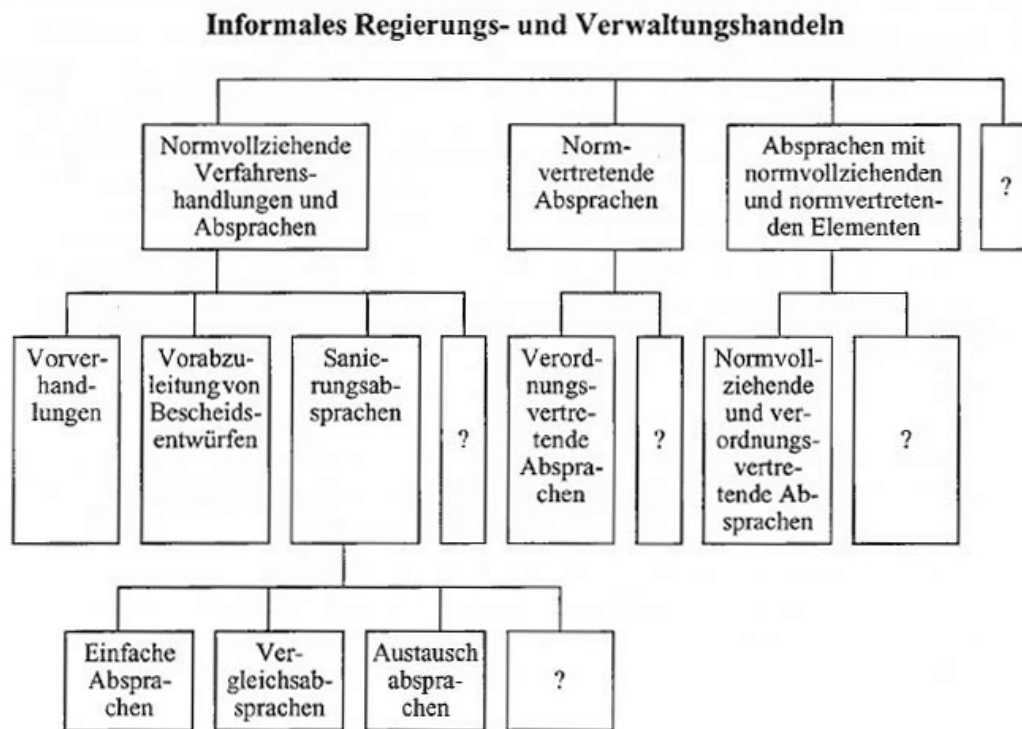 Informales Regierungs- und Verwaltungshandeln
Normvollziehende
Verfahrens-
handlungen und
Absprachen
Norm-
vertretende
Absprachen
Absprachen mit
normvollziehenden
und normvertreten-
den Elementen
?
Vorver-
hand-
lungen
Vorabzu-
leitung von
Bescheids-
entwürfen
Sanie-
rungsab-
sprachen
?
Verord-
nungs-
vertre-
tende
Abspra-
chen
?
Normvoll-
ziehende
und ver-
ordnungs-
vertre-
tende Ab-
sprachen
?
Einfache
Abspra-
chen
Ver-
gleichsab-
sprachen
Austausch
abspra-
chen
?